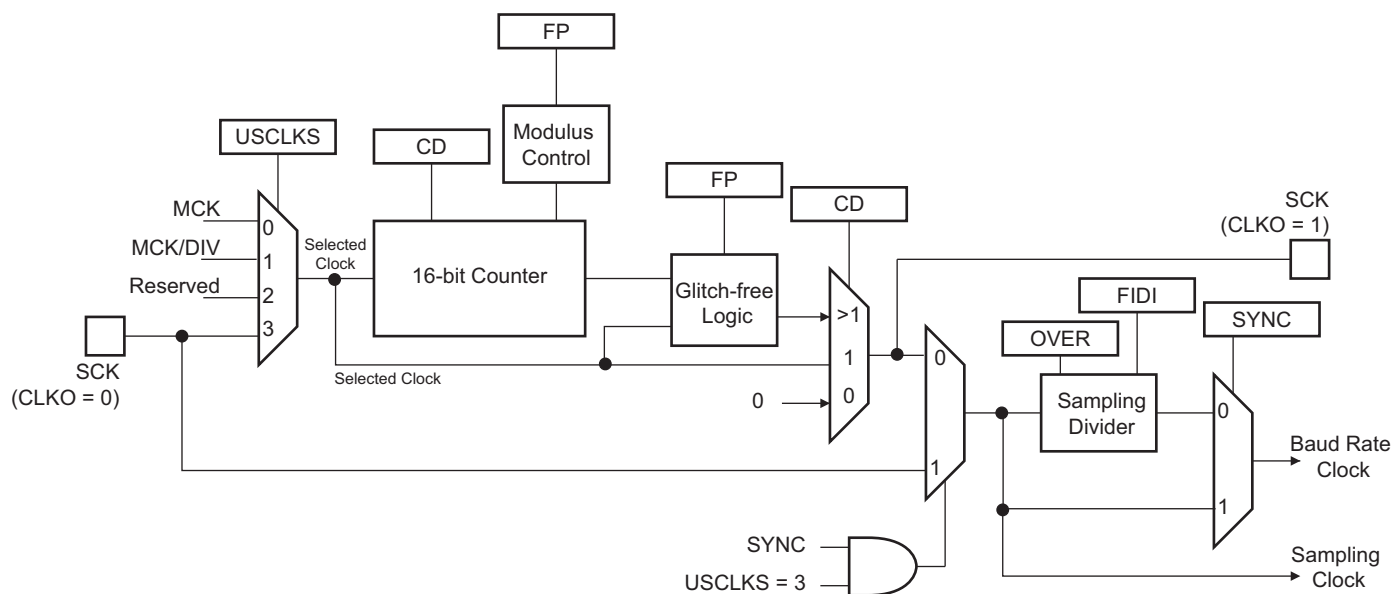 FP
USCLKS
CD
Modulus
Control
FP
CD
MCK
0
MCK/DIV
1
Reserved
2
3
SCK
(CLKO = 0)
Selected
Clock
16-bit Counter
Selected Clock
Glitch-free
Logic
>1
1
0
0
SCK
(CLKO = 1)
FIDI
OVER
SYNC
0
1
Sampling
Divider
0
1
Baud Rate
Clock
SYNC
USCLKS = 3
Sampling
Clock